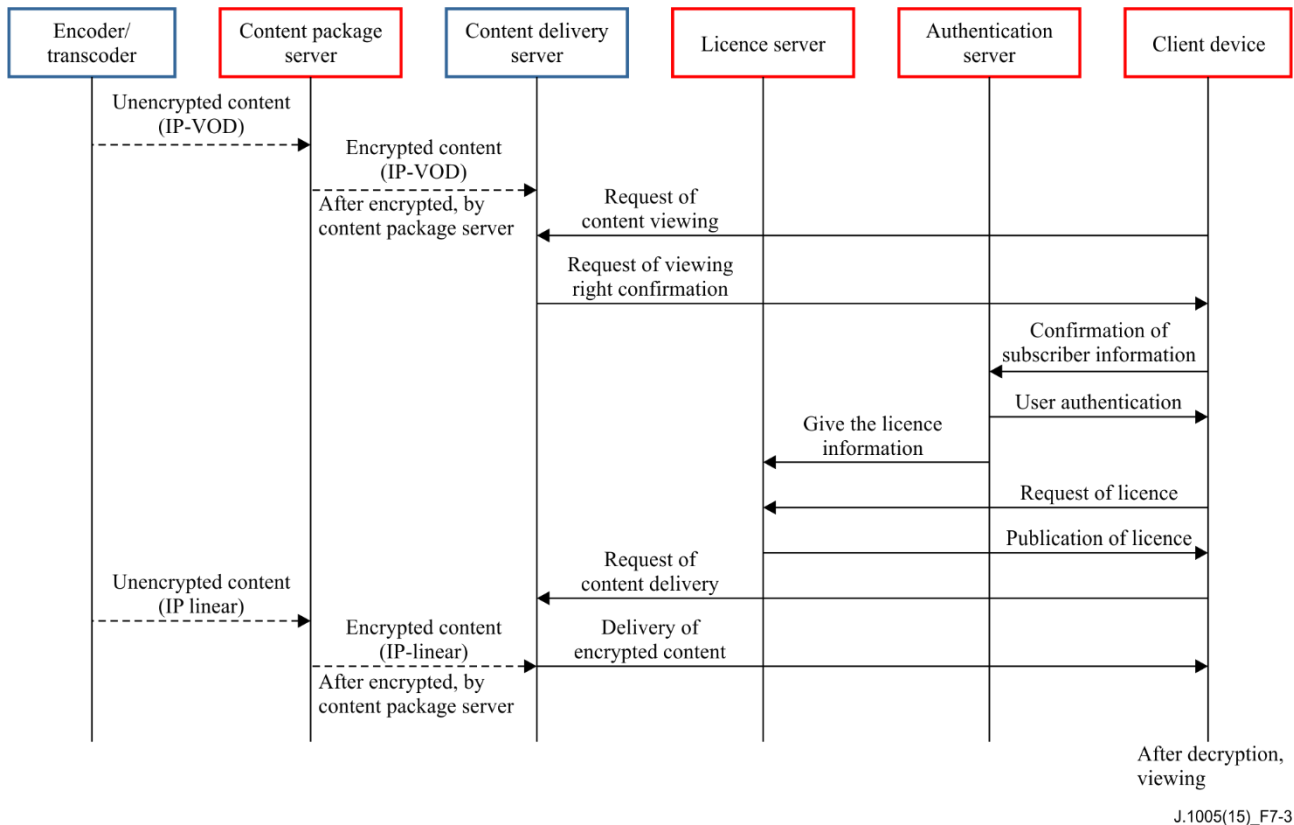 Encoder/
transcoder
Content package
server
Content delivery
server
Licence server
Authentication
server
Client device
Unencrypted content
(IP-VOD)
Encrypted content
(IP-VOD)
After encrypted, by
content package server
Request of
content viewing
Request of viewing
right confirmation
Confirmation of
subscriber information
User authentication
Give the licence
information
Request of licence
Publication of licence
Request of
content delivery
Unencrypted content
(IP linear)
Encrypted content
(IP-linear)
After encrypted, by
content package server
Delivery of
encrypted content
After decryption,
viewing
J.1005(15)_F7-3